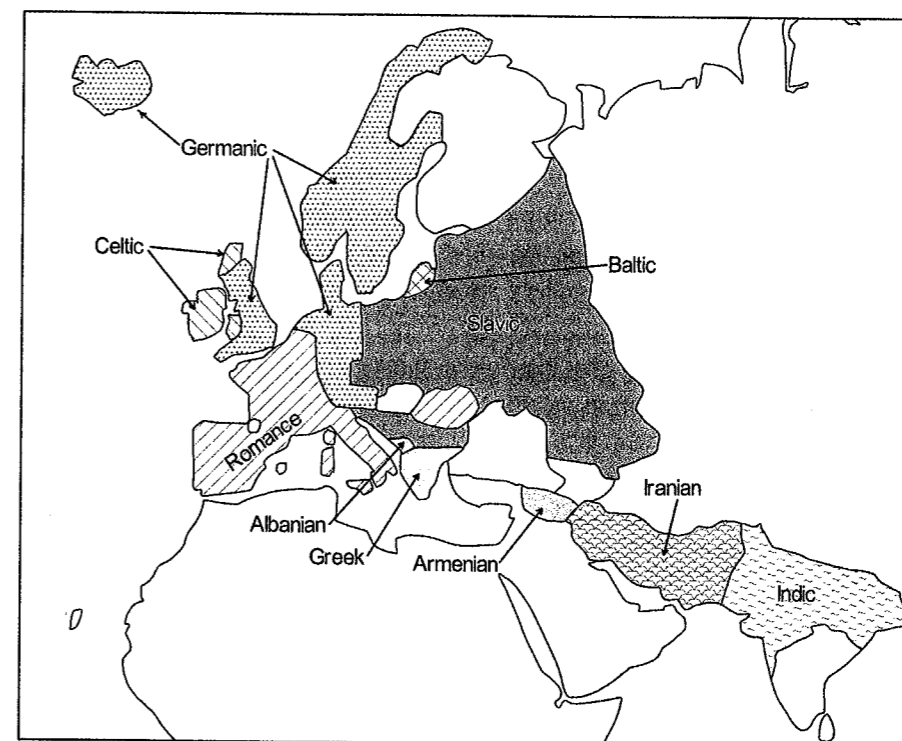 Germanic
Celtic
Baltic
Slavic
Romance
Iranian
Albanian
Greek
Armenian
Indic